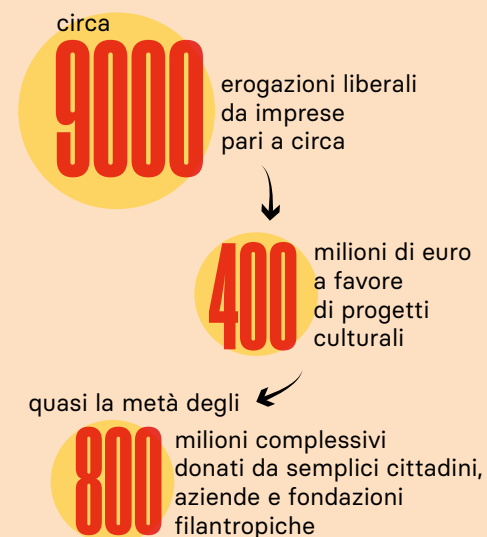 circa
9000
erogazioni liberali
da imprese
pari a circa
400
milioni di euro
a favore
di progetti
culturali
quasi la metà degli
800
milioni complessivi
donati da semplici cittadini,
aziende e fondazioni
filantropiche